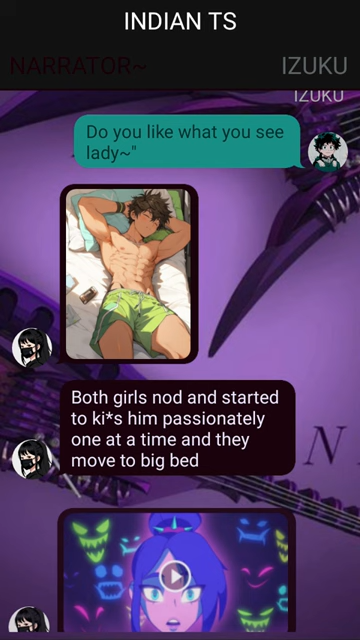 INDIAN TS
NARRATOR~
IZUKU
IZUKU
Do you like what you see
lady~"
Both girls nod and started
to ki*s him passionately
one at a time and they
move to big bed
N